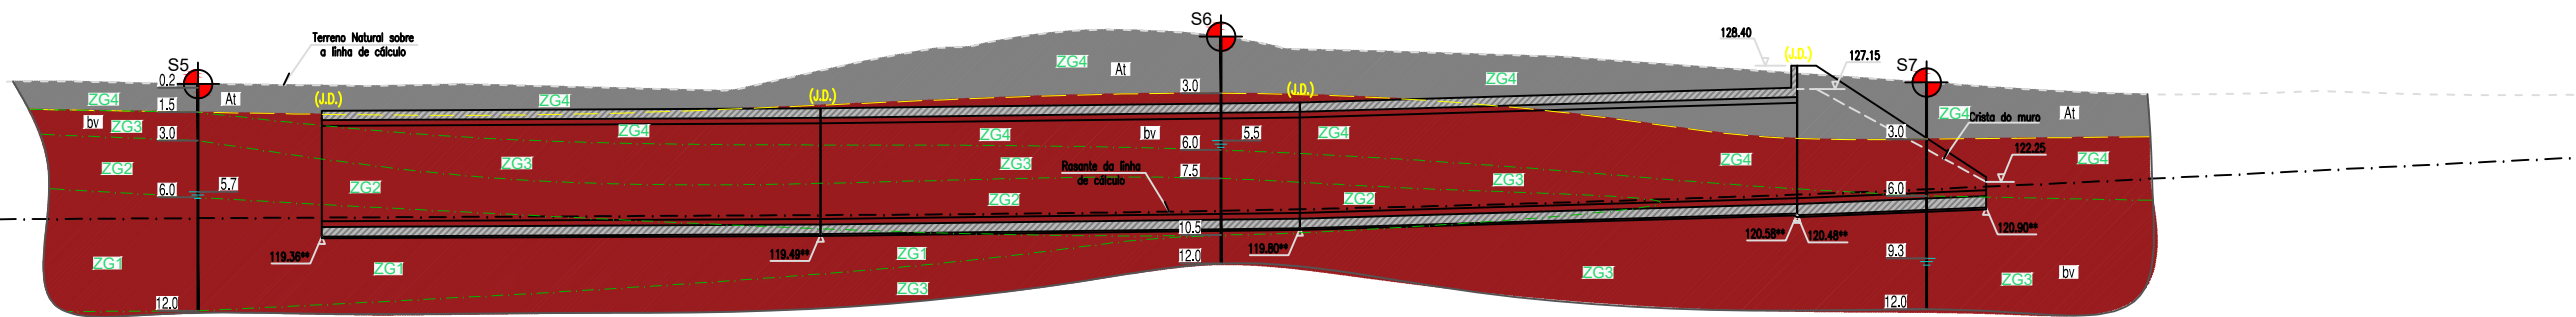 S5
0.2
1.5
3.0
6.0
12.0
5.7
Terreno Natural sobre
a linha de cálculo
At
ZG4
bv
ZG3
ZG2
ZG1
(J.D.)
ZG4
ZG4
ZG3
ZG2
ZG1
119.36**
(J.D.)
119.49**
S6
ZG4
At
3.0
5.5
6.0
7.5
10.5
12.0
bv
ZG4
ZG3
ZG2
ZG1
ZG3
Rasante da linha
de cálculo
(J.D.)
119.80**
ZG4
ZG4
ZG3
ZG2
ZG3
ZG4
128.40
(J.D.)
127.15
120.58**
120.48**
S7
3.0
6.0
9.3
12.0
ZG4
At
Crista do muro
122.25
ZG4
120.90**
ZG3
bv